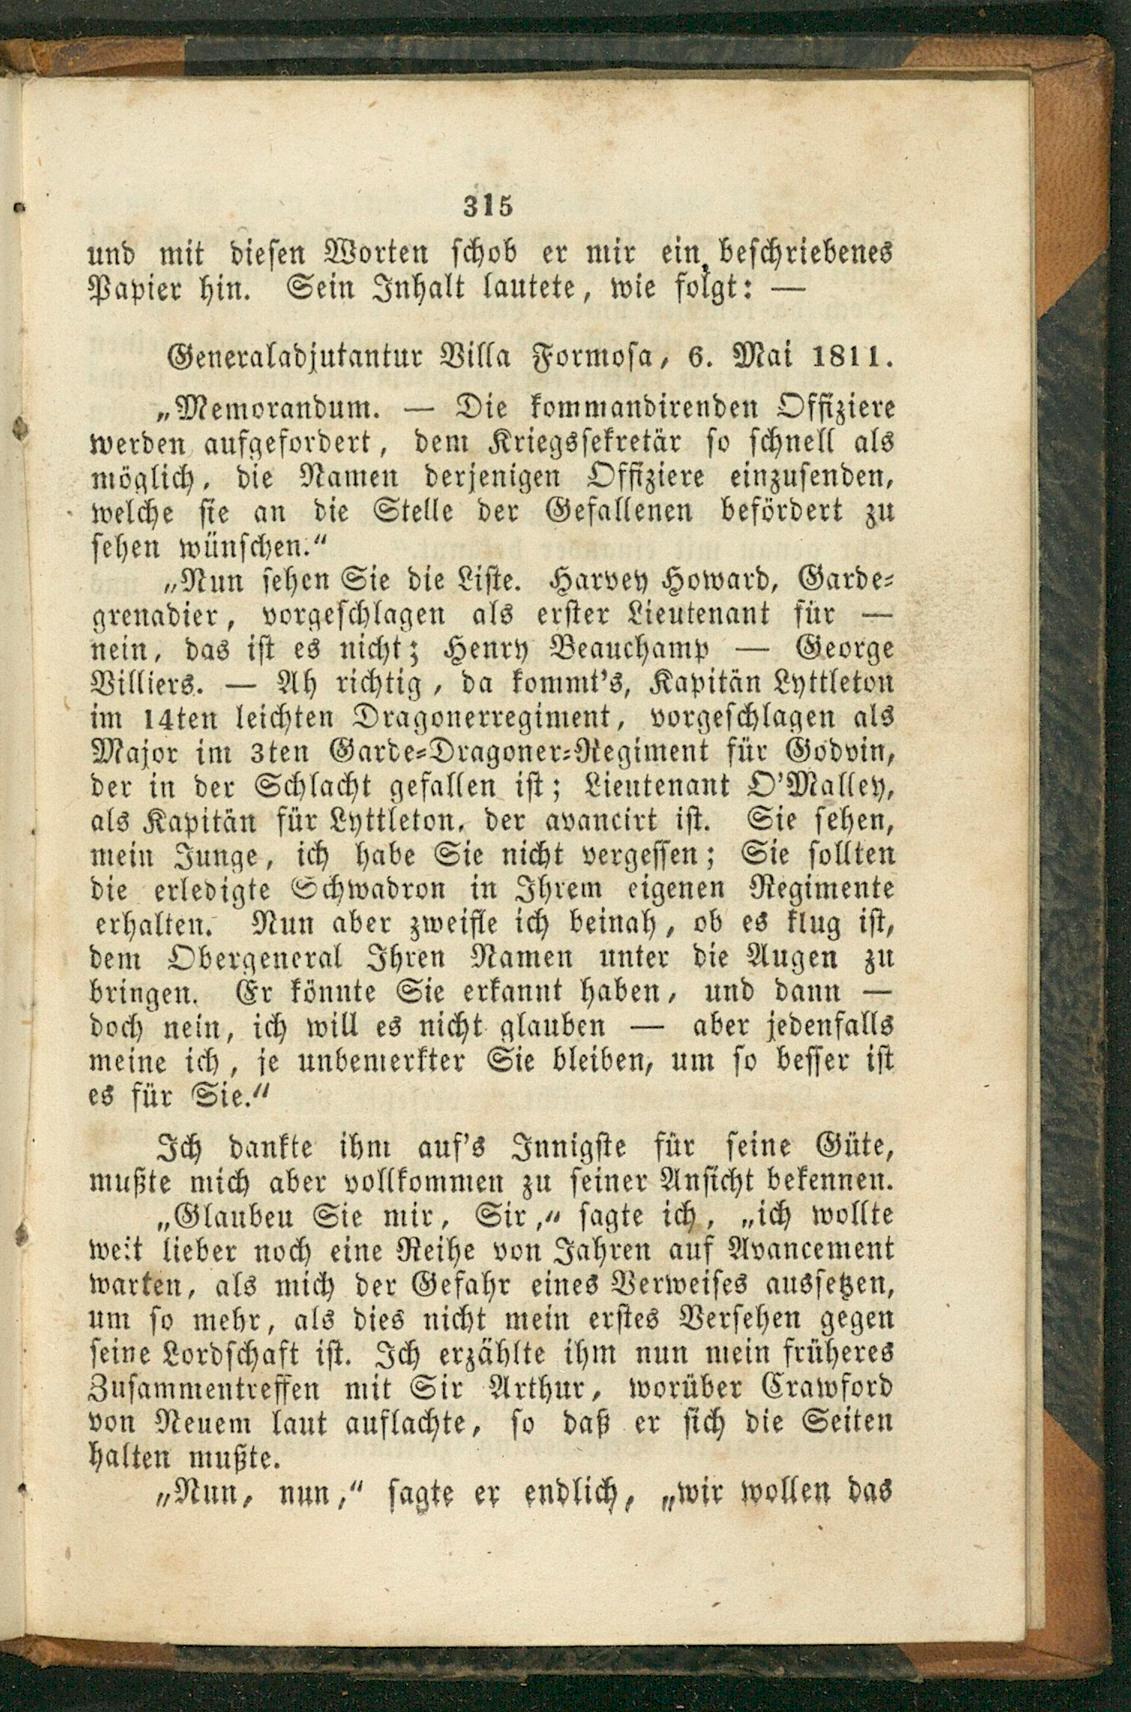 315
und mit diesen Worten schob er mir ein beschriebenes
Papier hin. Sein Inhalt lautete, wie folgt: —
Generaladjutantur Villa Formosa, 6. Mai 1811.
„Memorandum. — Die kommandirenden Offiziere
werden aufgefordert, dem Kriegssekretär so schnell als
möglich, die Namen derjenigen Offiziere einzusenden,
welche sie an die Stelle der Gefallenen befördert zu
sehen wünschen.“
„Nun sehen Sie die Liste. Harvey Howard, Garde-
grenadier, vorgeschlagen als erster Lieutenant für —
nein, das ist es nicht; Henry Beauchamp — George
Villiers. — Ah richtig, da kommt's, Kapitän Lyttleton
im 14ten leichten Dragonerregiment, vorgeschlagen als
Major im 3ten Garde-Dragoner-Regiment für Godvin,
der in der Schlacht gefallen ist; Lieutenant O'Malley,
als Kapitän für Lyttleton, der avancirt ist. Sie sehen,
mein Junge, ich habe Sie nicht vergessen; Sie sollten
die erledigte Schwadron in Ihrem eigenen Regimente
erhalten. Nun aber zweifle ich beinah, ob es klug ist,
dem Obergeneral Ihren Namen unter die Augen zu
bringen. Er könnte Sie erkannt haben, und dann —
doch nein, ich will es nicht glauben — aber jedenfalls
meine ich, je unbemerkter Sie bleiben, um so besser ist
es für Sie.“
Ich dankte ihm auf's Innigste für seine Güte,
mußte mich aber vollkommen zu seiner Ansicht bekennen.
„Glauben Sie mir, Sir,“ sagte ich, „ich wollte
weit lieber noch eine Reihe von Jahren auf Avancement
warten, als mich der Gefahr eines Verweises aussetzen,
um so mehr, als dies nicht mein erstes Versehen gegen
seine Lordschaft ist. Ich erzählte ihm nun mein früheres
Zusammentreffen mit Sir Arthur, worüber Crawford
von Neuem laut auflachte, so daß er sich die Seiten
halten mußte.
„Nun, nun,“ sagte er endlich, „wir wollen das